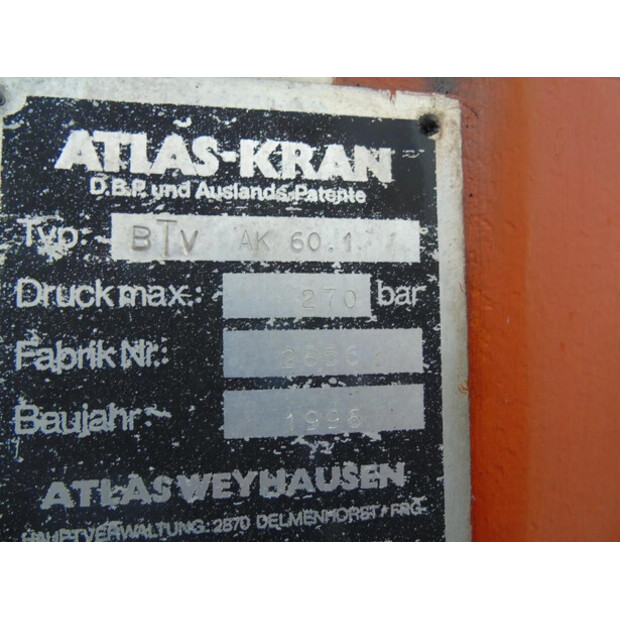 ATLAS-KRAN
D.B.P. und Auslands-Patente
Typ: BTV AK 60.1
Druck max.: 270 bar
Fabrik Nr.:
Baujahr: 1996
ATLAS WEYHAUSEN
HAUPTVERWALTUNG: 2870 DELMENHORST / FRG